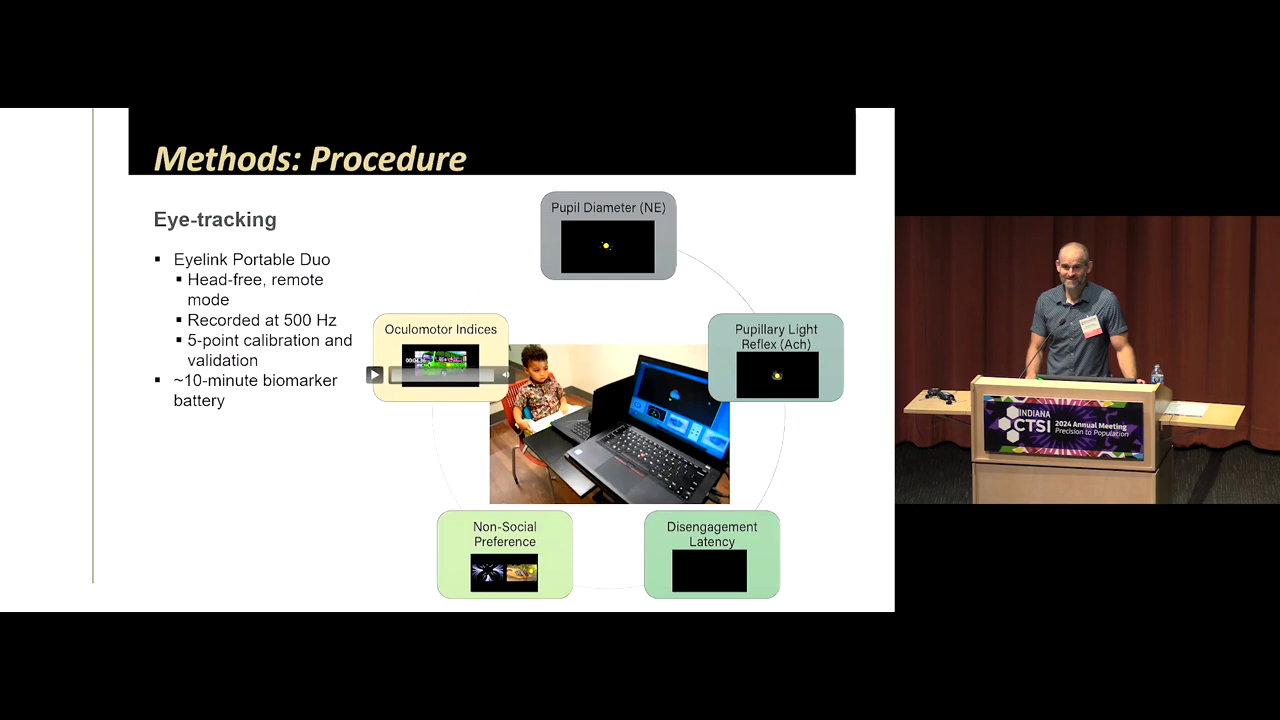 Methods: Procedure
Eye-tracking
▪ Eyelink Portable Duo
▪ Head-free, remote
mode
▪ Recorded at 500 Hz
▪ 5-point calibration and
validation
▪ ~10-minute biomarker
battery
Pupil Diameter (NE)
Oculomotor Indices
Pupillary Light
Reflex (Ach)
Non-Social
Preference
Disengagement
Latency
INDIANA
CTSI
2024 Annual Meeting
Precision to Population